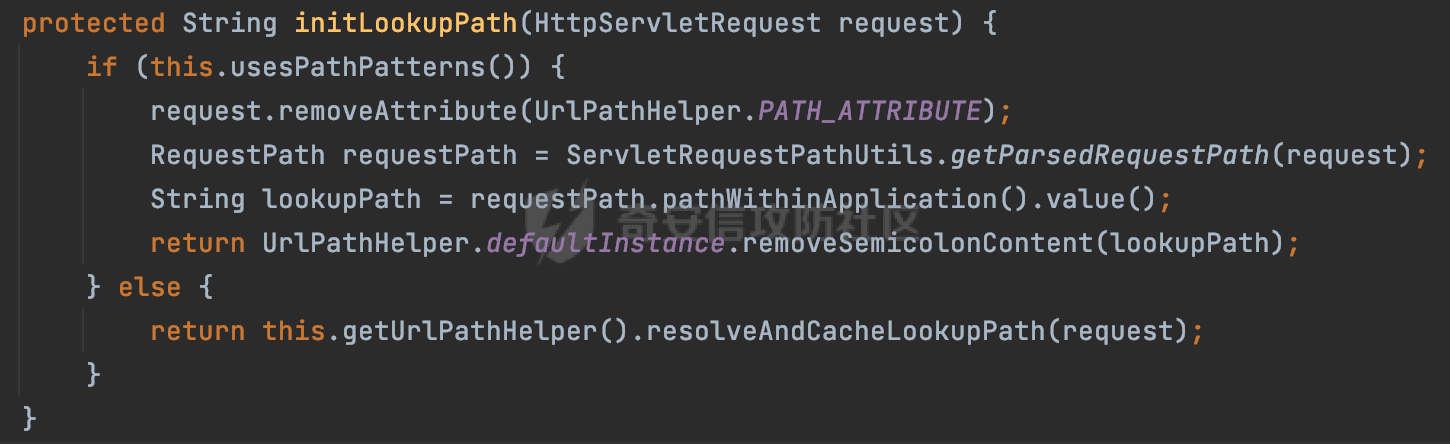 protected String initLookupPath(HttpServletRequest request) {
    if (this.usesPathPatterns()) {
        request.removeAttribute(UrlPathHelper.PATH_ATTRIBUTE);
        RequestPath requestPath = ServletRequestPathUtils.getParsedRequestPath(request);
        String lookupPath = requestPath.pathWithinApplication().value();
奇安信攻防社区
        return UrlPathHelper.defaultInstance.removeSemicolonContent(lookupPath);
    } else {
        return this.getUrlPathHelper().resolveAndCacheLookupPath(request);
    }
}